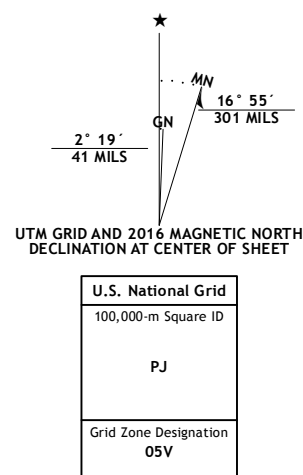 ★
MN
GN
16° 55´
301 MILS
2° 19´
41 MILS
UTM GRID AND 2016 MAGNETIC NORTH
DECLINATION AT CENTER OF SHEET
U.S. National Grid
100,000-m Square ID
PJ
Grid Zone Designation
05V